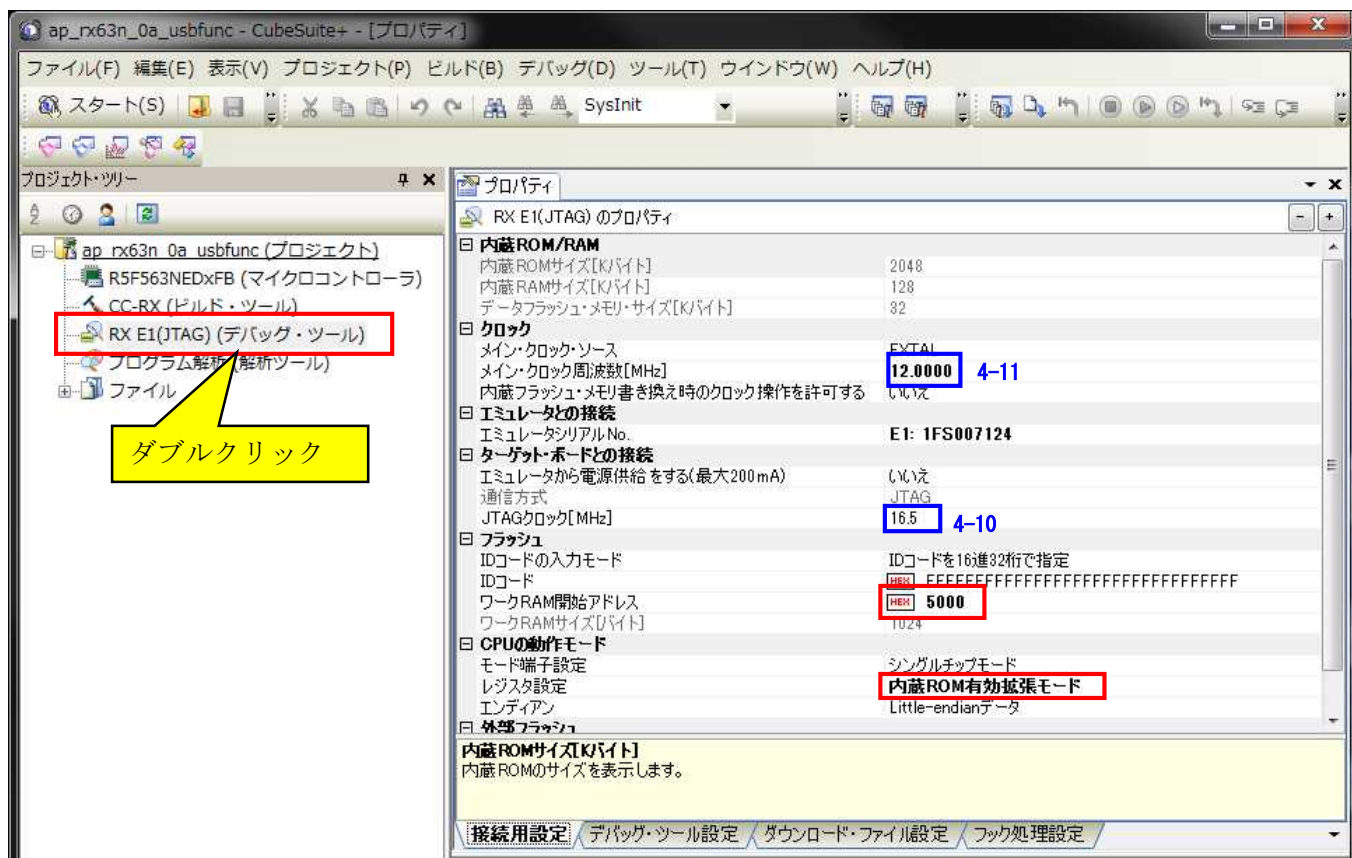 ap_rx63n_0a_usbfunc - CubeSuite+ - [プロパティ]
ファイル(F) 編集(E) 表示(V) プロジェクト(P) ビルド(B) デバッグ(D) ツール(T) ウインドウ(W) ヘルプ(H)
スタート(S) SysInit
プロジェクト・ツリー
ap_rx63n_0a_usbfunc (プロジェクト)
R5F563NEDxFB (マイクロコントローラ)
CC-RX (ビルド・ツール)
RX E1(JTAG) (デバッグ・ツール)
プログラム解析 (解析ツール)
ファイル
ダブルクリック
プロパティ
RX E1(JTAG) のプロパティ
内蔵ROM/RAM
内蔵ROMサイズ[Kバイト] 2048
内蔵RAMサイズ[Kバイト] 128
データフラッシュ・メモリ・サイズ[Kバイト] 32
クロック
メイン・クロック・ソース EXTAL
メイン・クロック周波数[MHz] 12.0000 4-11
内蔵フラッシュ・メモリ書き換え時のクロック操作を許可する いいえ
エミュレータとの接続
エミュレータシリアルNo. E1: 1FS007124
ターゲット・ボードとの接続
エミュレータから電源供給をする(最大200mA) いいえ
通信方式 JTAG
JTAGクロック[MHz] 16.5 4-10
フラッシュ
IDコードの入力モード IDコードを16進32桁で指定
IDコード HEX FFFFFFFFFFFFFFFFFFFFFFFFFFFFFFFF
ワークRAM開始アドレス HEX 5000
ワークRAMサイズ[バイト] 1024
CPUの動作モード
モード端子設定 シングルチップモード
レジスタ設定 内蔵ROM有効拡張モード
エンディアン Little-endianデータ
外部フラッシュ
内蔵ROMサイズ[Kバイト]
内蔵ROMのサイズを表示します。
接続用設定 デバッグ・ツール設定 ダウンロード・ファイル設定 フック処理設定